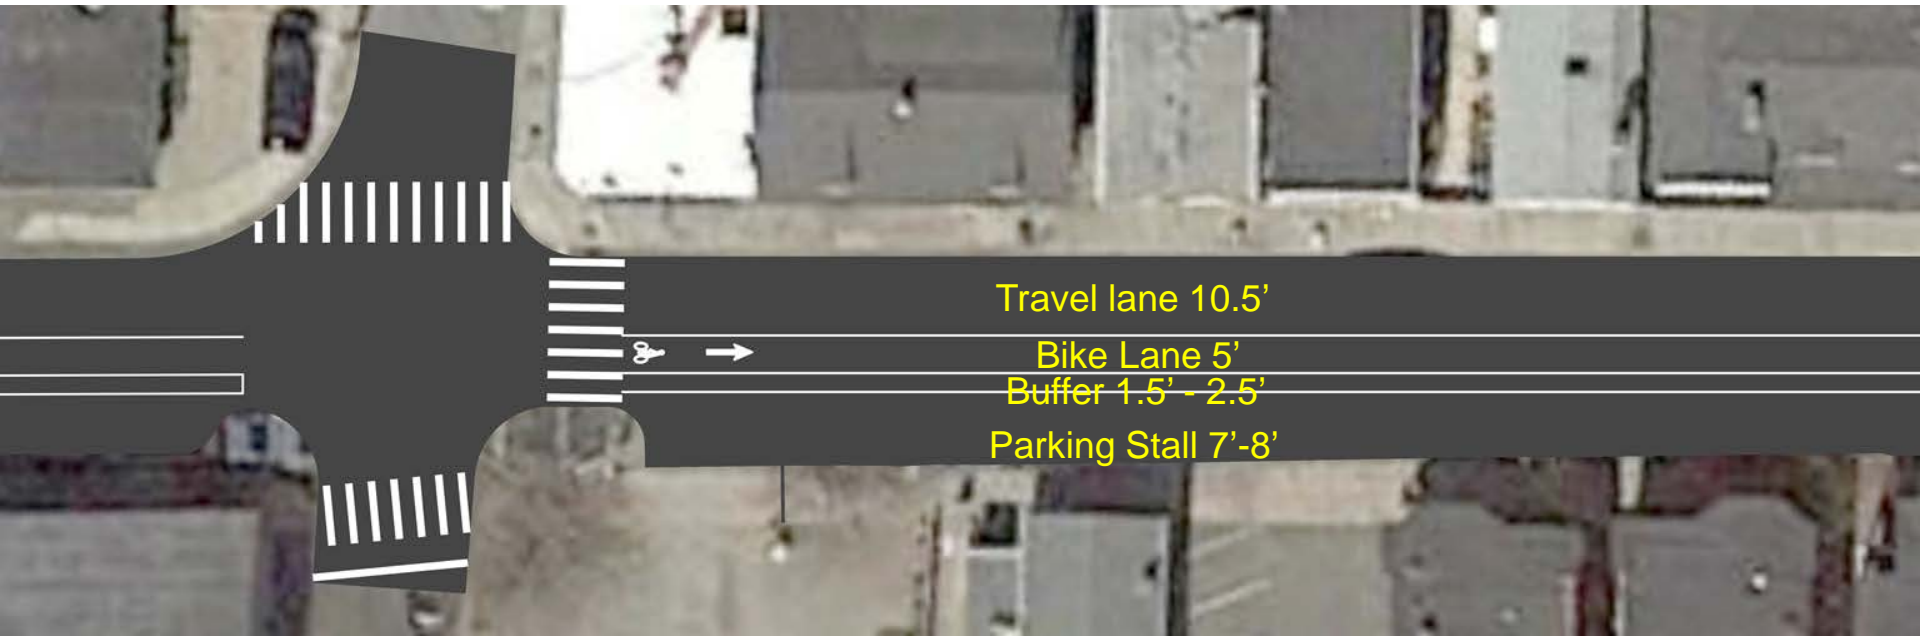 Travel lane 10.5’
Bike Lane 5’
Buffer 1.5’ - 2.5’
Parking Stall 7’-8’